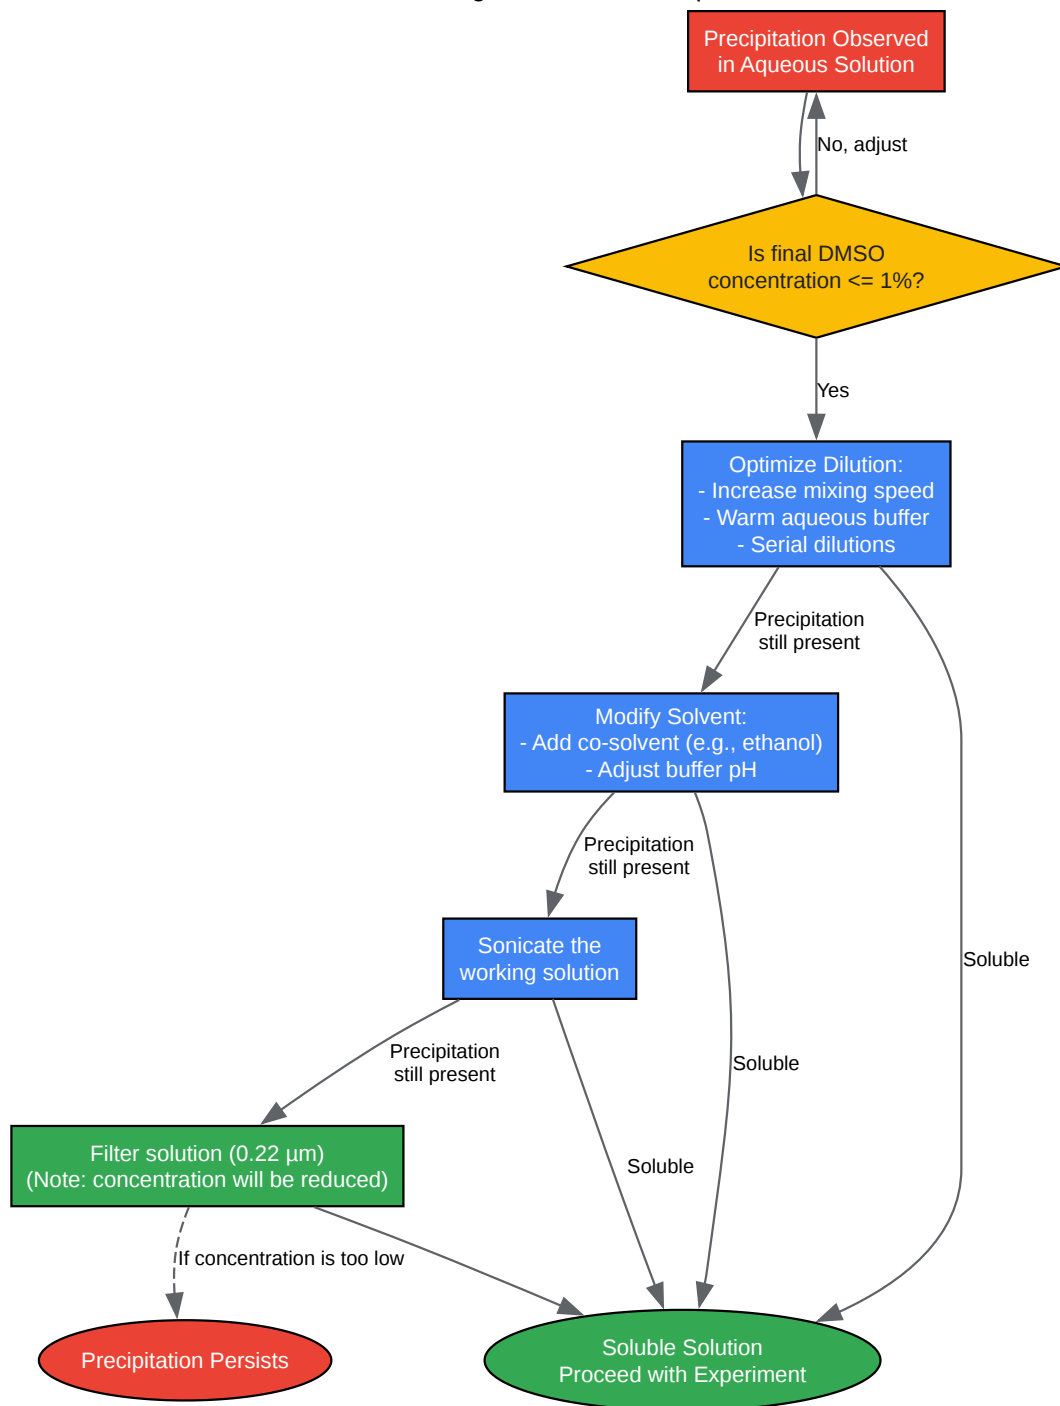 Precipitation Observed
in Aqueous Solution
No, adjust
Is final DMSO
concentration <= 1%?
Yes
Optimize Dilution:
- Increase mixing speed
- Warm aqueous buffer
- Serial dilutions
Precipitation
still present
Modify Solvent:
- Add co-solvent (e.g., ethanol)
- Adjust buffer pH
Precipitation
still present
Sonicate the
working solution
Soluble
Precipitation
still present
Soluble
Filter solution (0.22 µm)
(Note: concentration will be reduced)
Soluble
If concentration is too low
Precipitation Persists
Soluble Solution
Proceed with Experiment